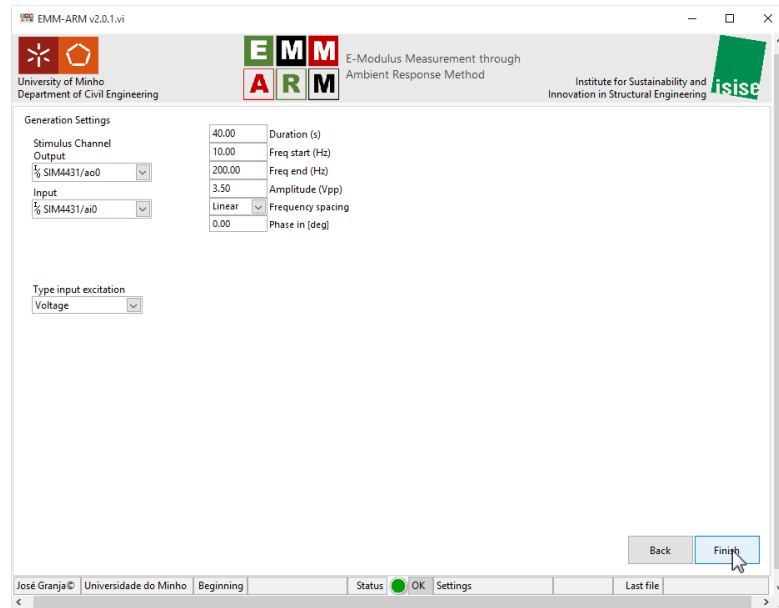 EMM-ARM v2.0.1.vi
University of Minho
Department of Civil Engineering
EMM
ARM
E-Modulus Measurement through
Ambient Response Method
Institute for Sustainability and
Innovation in Structural Engineering
isise
Generation Settings
Stimulus Channel
Output
I/O SIM4431/ao0
Input
I/O SIM4431/ai0
40.00 Duration (s)
10.00 Freq start (Hz)
200.00 Freq end (Hz)
3.50 Amplitude (Vpp)
Linear Frequency spacing
0.00 Phase in [deg]
Type input excitation
Voltage
Back Finish
José Granja© Universidade do Minho Beginning Status OK Settings Last file